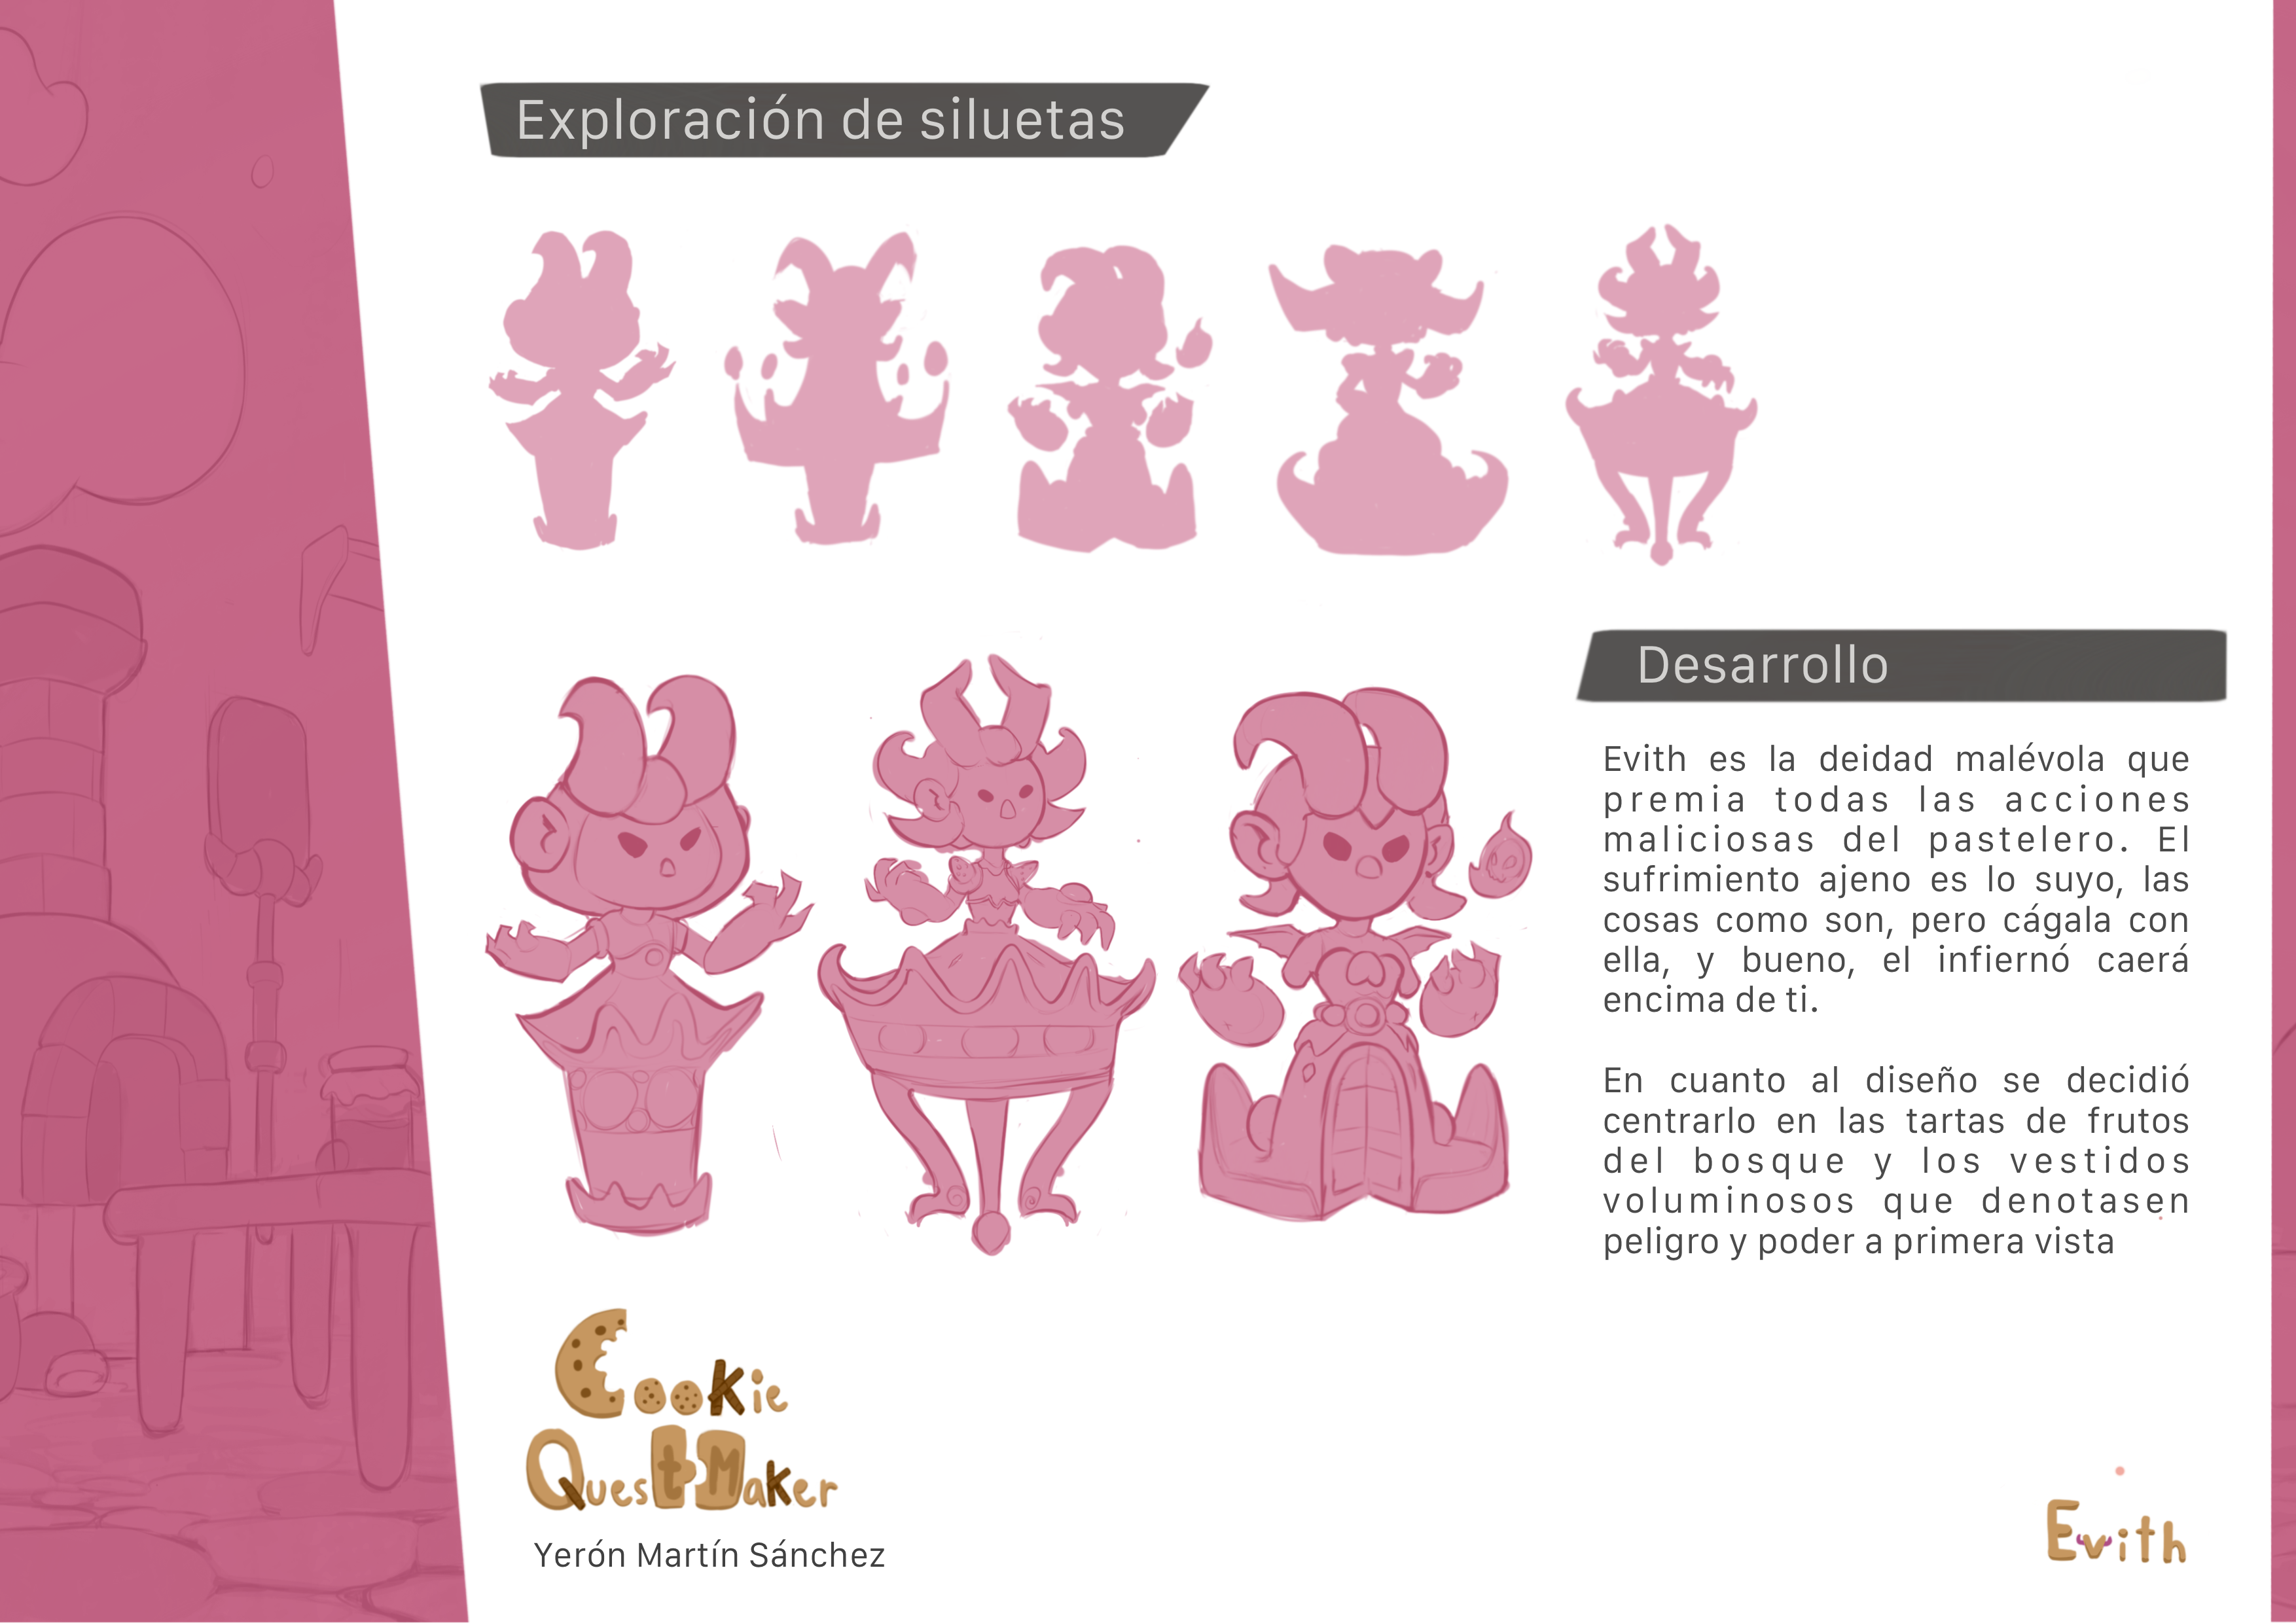 Exploración de siluetas
Desarrollo
Evith es la deidad malévola que
premia todas las acciones
maliciosas del pastelero. El
sufrimiento ajeno es lo suyo, las
cosas como son, pero cágala con
ella, y bueno, el infiernó caerá
encima de ti.
En cuanto al diseño se decidió
centrarlo en las tartas de frutos
del bosque y los vestidos
voluminosos que denotasen
peligro y poder a primera vista
Cookie
Quest Maker
Yerón Martín Sánchez
Evith